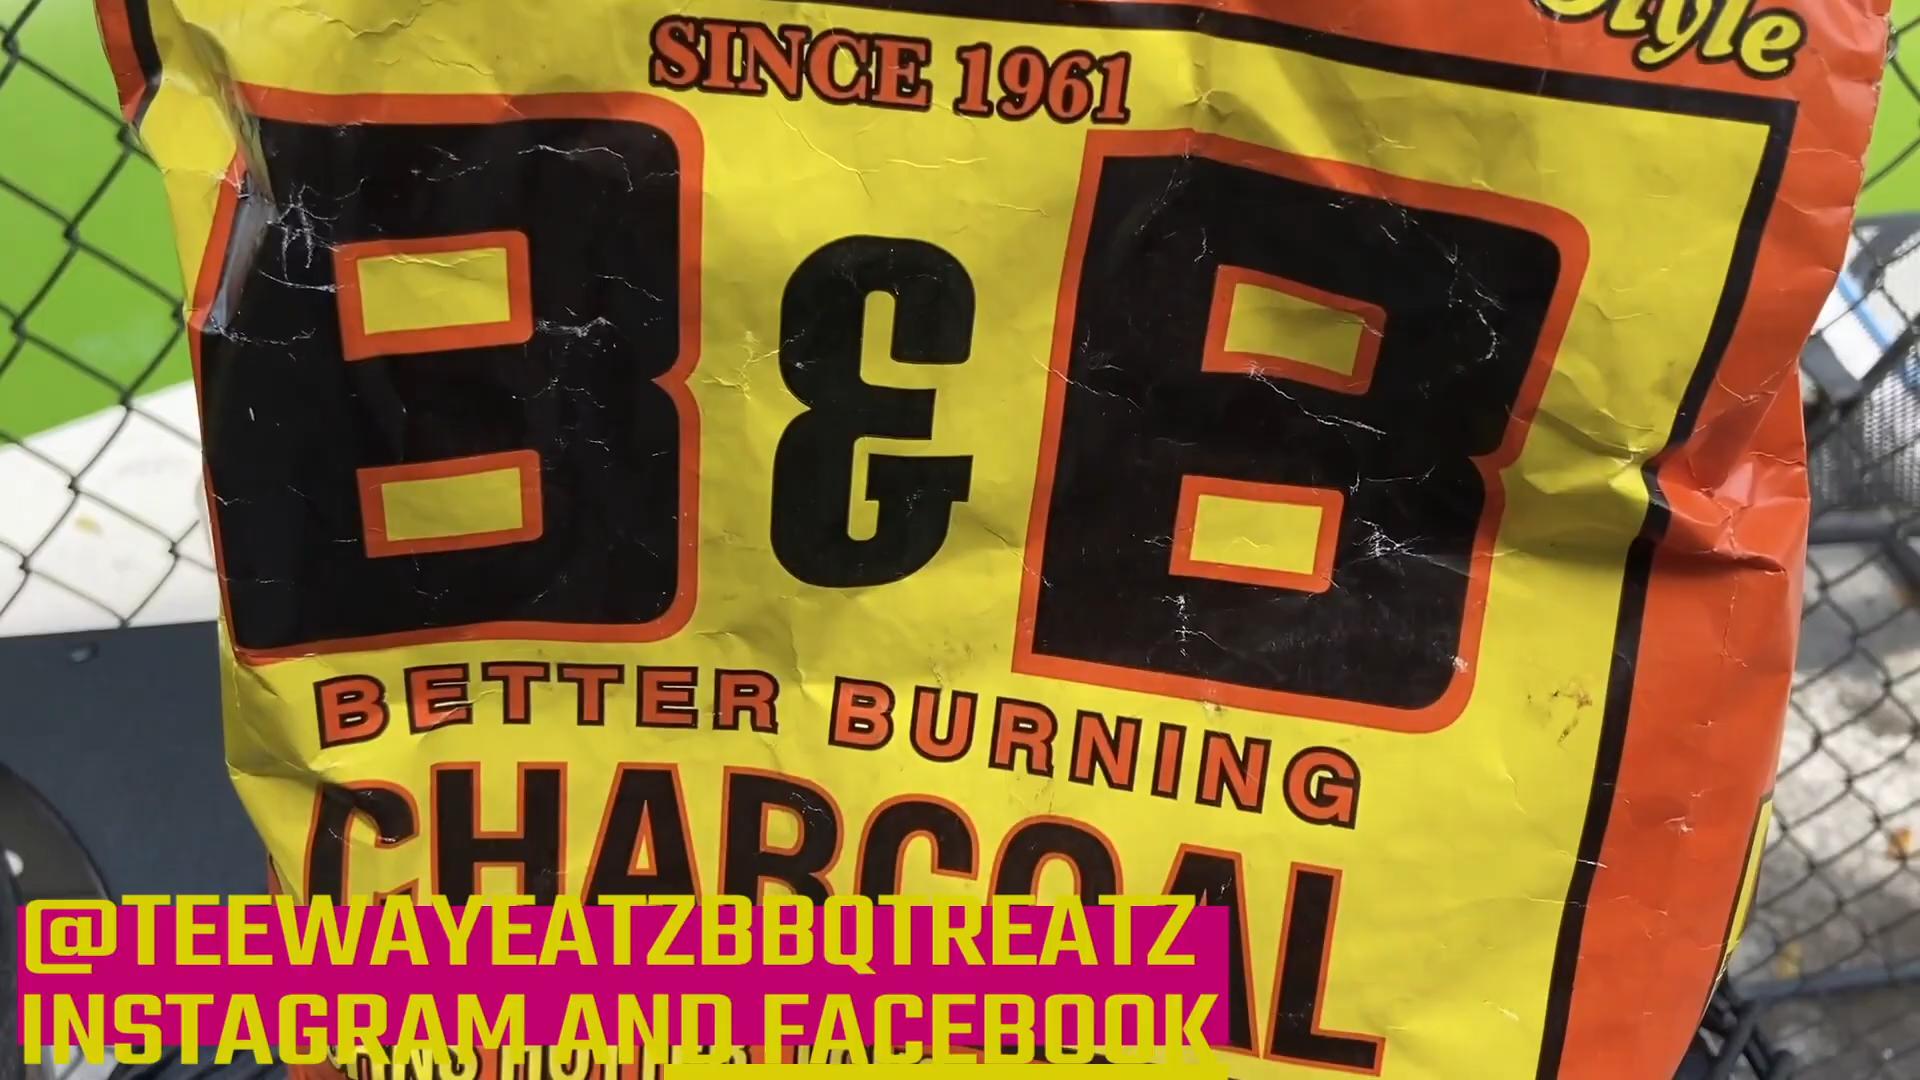 Style
SINCE 1961
B & B
BETTER BURNING
CHARCOAL
@TEEWAYEATZBBQTREATZ
INSTAGRAM AND FACEBOOK